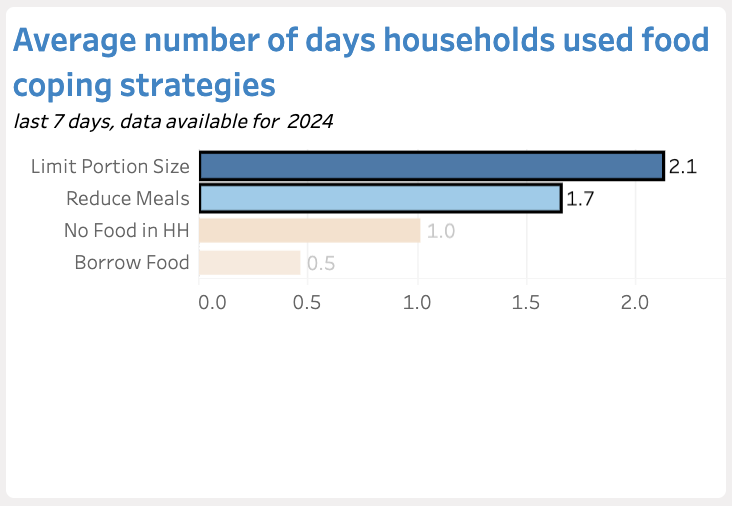 Average number of days households used food
coping strategies
last 7 days, data available for 2024
Limit Portion Size 2.1
Reduce Meals 1.7
No Food in HH 1.0
Borrow Food 0.5
0.0 0.5 1.0 1.5 2.0